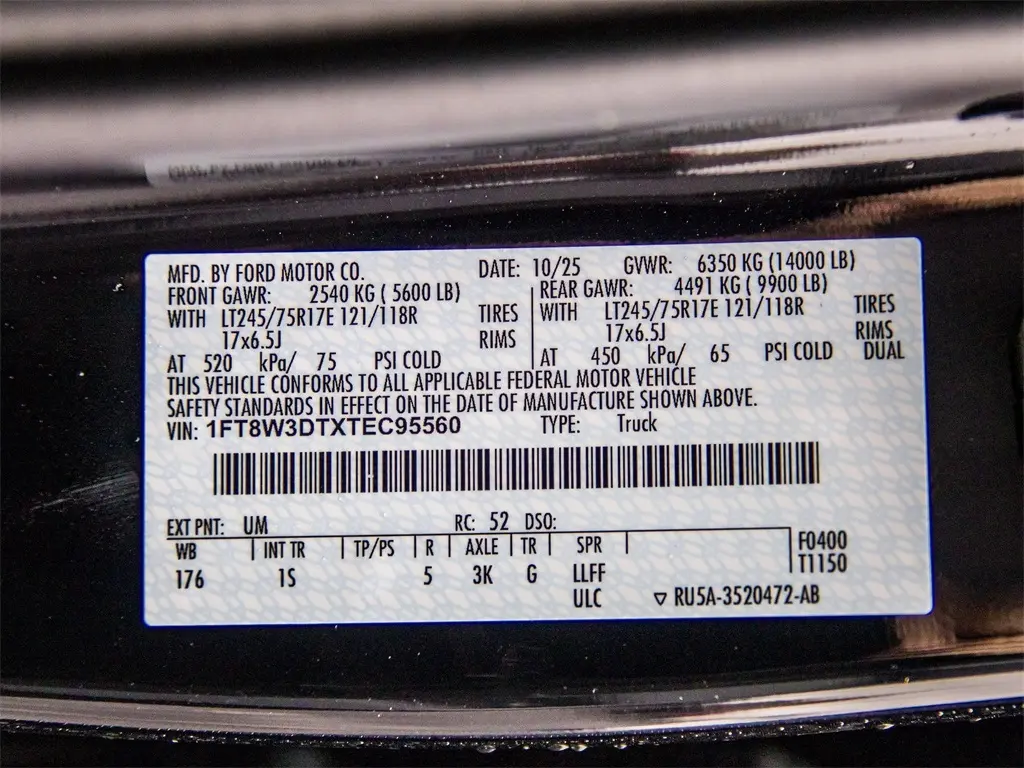 MFD. BY FORD MOTOR CO. DATE: 10/25 GVWR: 6350 KG (14000 LB)
FRONT GAWR: 2540 KG ( 5600 LB) REAR GAWR: 4491 KG ( 9900 LB)
WITH LT245/75R17E 121/118R TIRES WITH LT245/75R17E 121/118R TIRES
17x6.5J RIMS 17x6.5J RIMS
AT 520 kPa/ 75 PSI COLD AT 450 kPa/ 65 PSI COLD DUAL
THIS VEHICLE CONFORMS TO ALL APPLICABLE FEDERAL MOTOR VEHICLE
SAFETY STANDARDS IN EFFECT ON THE DATE OF MANUFACTURE SHOWN ABOVE.
VIN: 1FT8W3DTXTEC95560 TYPE: Truck
EXT PNT: UM RC: 52 DSO:
WB INT TR TP/PS R AXLE TR SPR F0400
176 1S 5 3K G LLFF T1150
ULC ▽ RU5A-3520472-AB